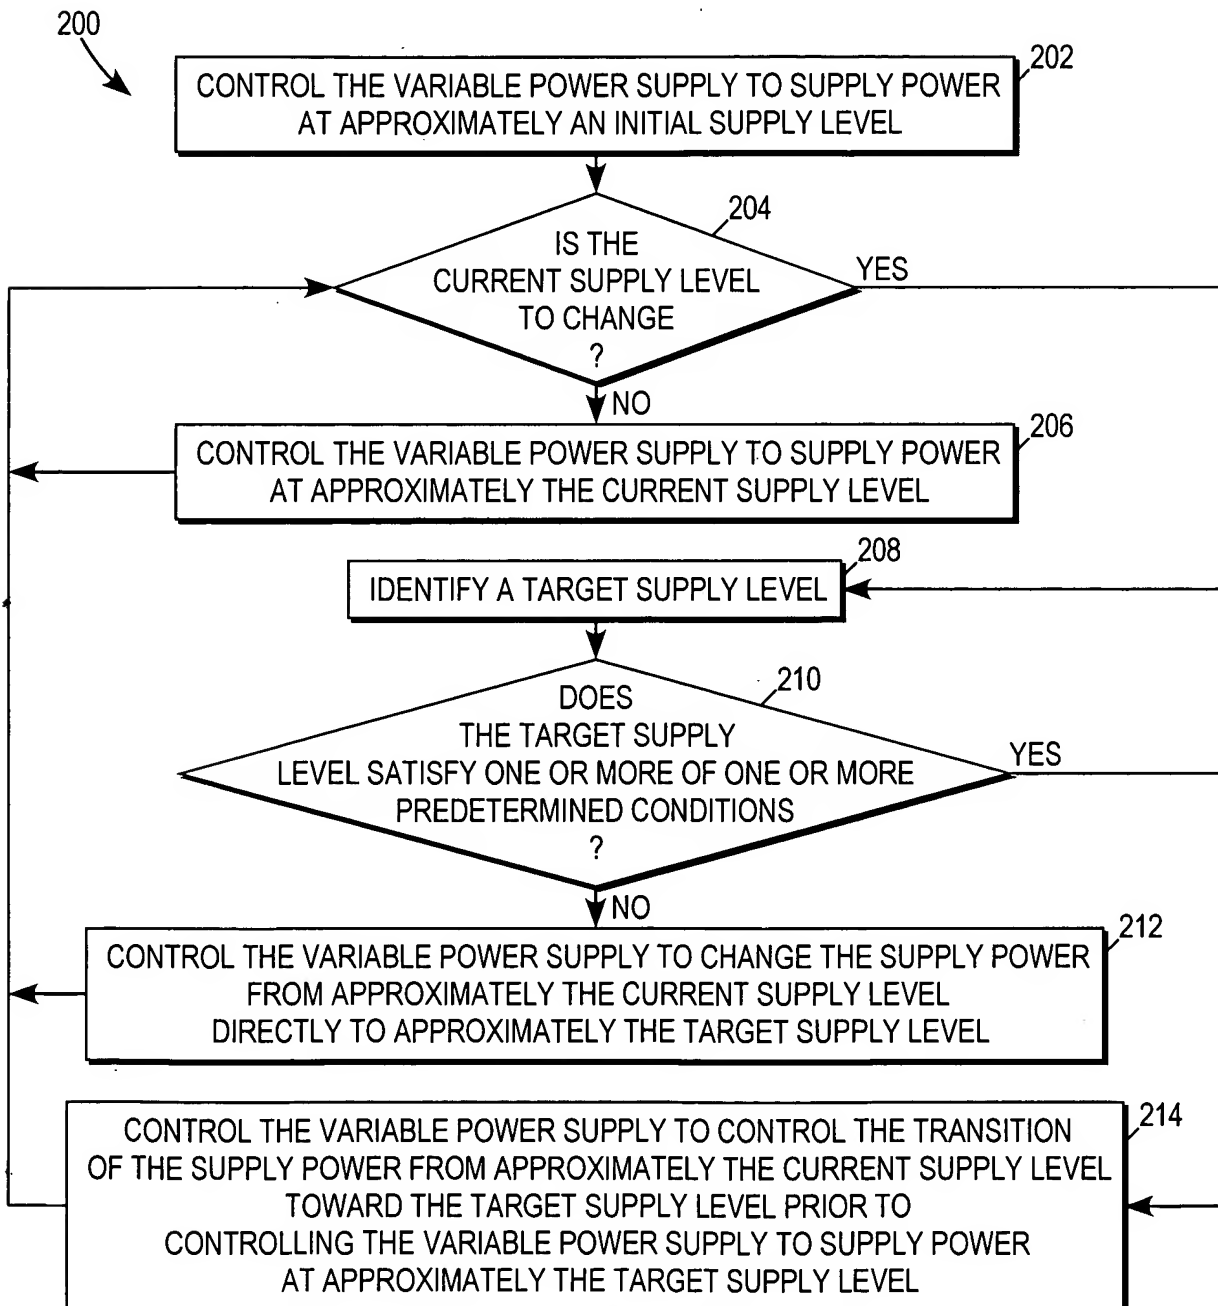 200
202
CONTROL THE VARIABLE POWER SUPPLY TO SUPPLY POWER
AT APPROXIMATELY AN INITIAL SUPPLY LEVEL
204
IS THE
CURRENT SUPPLY LEVEL
TO CHANGE
?
YES
NO
206
CONTROL THE VARIABLE POWER SUPPLY TO SUPPLY POWER
AT APPROXIMATELY THE CURRENT SUPPLY LEVEL
208
IDENTIFY A TARGET SUPPLY LEVEL
210
DOES
THE TARGET SUPPLY
LEVEL SATISFY ONE OR MORE OF ONE OR MORE
PREDETERMINED CONDITIONS
?
YES
NO
212
CONTROL THE VARIABLE POWER SUPPLY TO CHANGE THE SUPPLY POWER
FROM APPROXIMATELY THE CURRENT SUPPLY LEVEL
DIRECTLY TO APPROXIMATELY THE TARGET SUPPLY LEVEL
214
CONTROL THE VARIABLE POWER SUPPLY TO CONTROL THE TRANSITION
OF THE SUPPLY POWER FROM APPROXIMATELY THE CURRENT SUPPLY LEVEL
TOWARD THE TARGET SUPPLY LEVEL PRIOR TO
CONTROLLING THE VARIABLE POWER SUPPLY TO SUPPLY POWER
AT APPROXIMATELY THE TARGET SUPPLY LEVEL